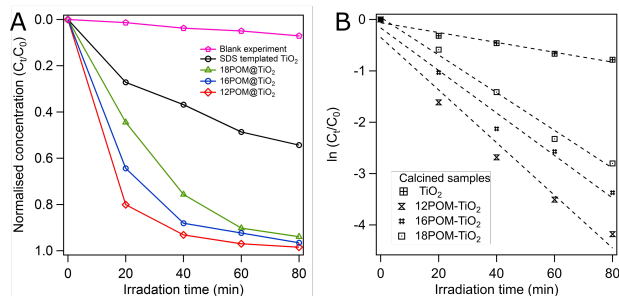 A
Normalised concentration (Cₜ/C₀)
0.0
0.2
0.4
0.6
0.8
1.0
Blank experiment
SDS templated TiO₂
18POM@TiO₂
16POM@TiO₂
12POM@TiO₂
0
20
40
60
80
Irradation time (min)
B
ln (Cₜ/C₀)
0
-1
-2
-3
-4
Calcined samples
TiO₂
12POM-TiO₂
16POM-TiO₂
18POM-TiO₂
0
20
40
60
80
Irradiation time (min)